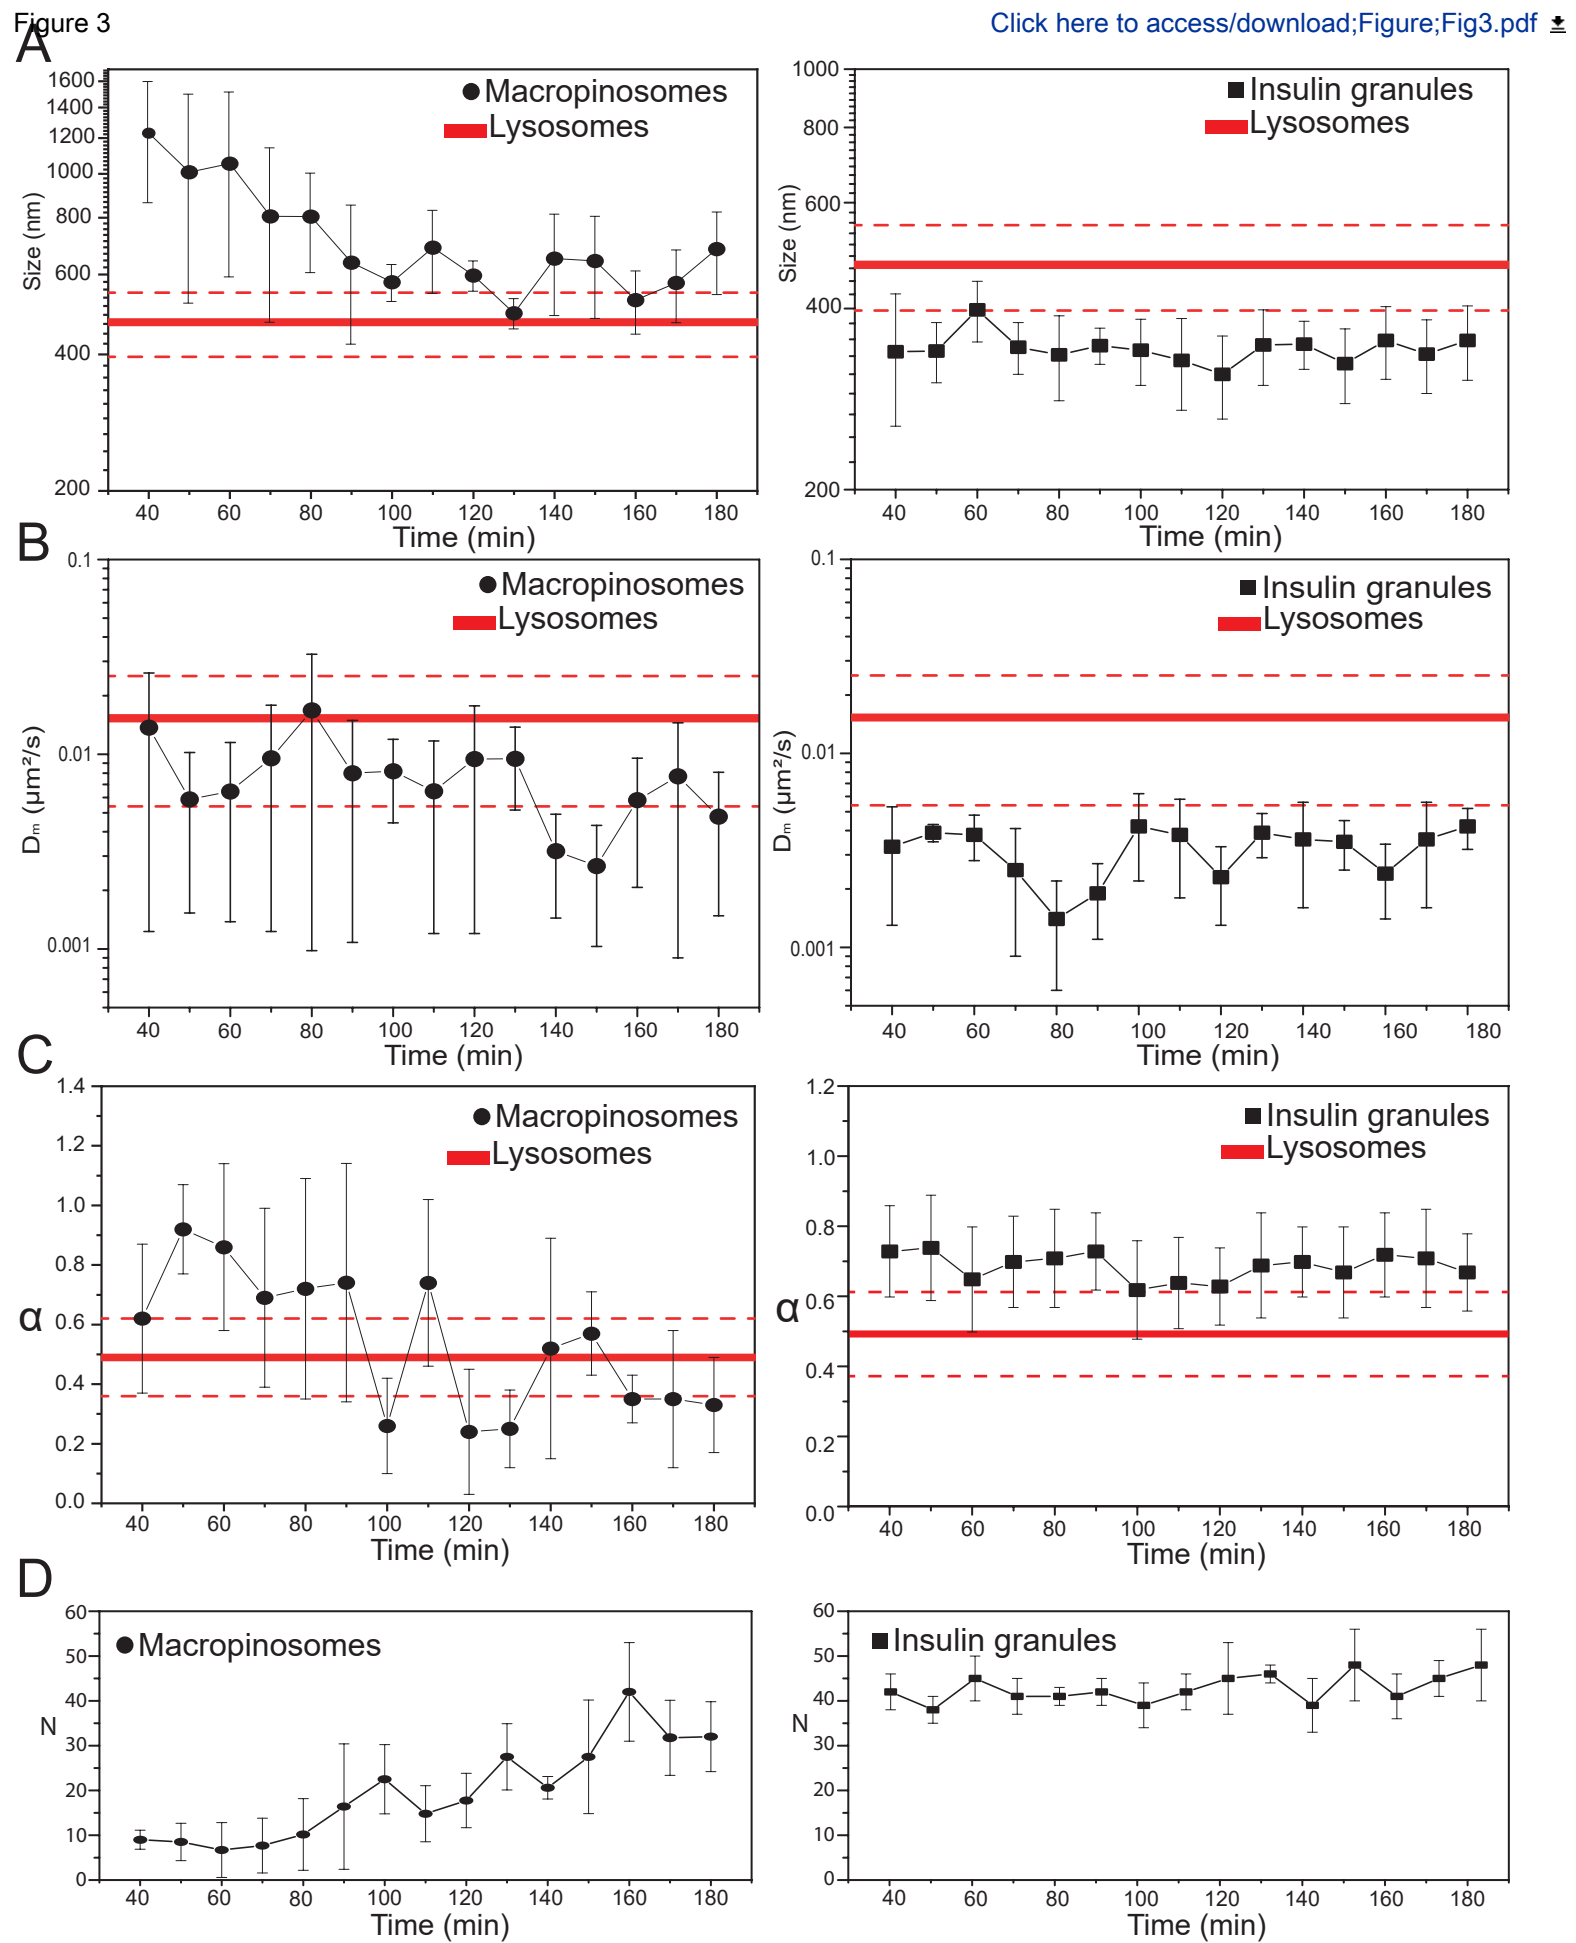 Figure 3
Click here to access/download;Figure;Fig3.pdf
A
Macropinosomes
Lysosomes
Size (nm)
1600
1400
1200
1000
800
600
400
200
40 60 80 100 120 140 160 180
Time (min)
Insulin granules
Lysosomes
Size (nm)
1000
800
600
400
200
40 60 80 100 120 140 160 180
Time (min)
B
Macropinosomes
Lysosomes
Dₘ (µm²/s)
0.1
0.01
0.001
40 60 80 100 120 140 160 180
Time (min)
Insulin granules
Lysosomes
Dₘ (µm²/s)
0.1
0.01
0.001
40 60 80 100 120 140 160 180
Time (min)
C
Macropinosomes
Lysosomes
α
1.4
1.2
1.0
0.8
0.6
0.4
0.2
0.0
40 60 80 100 120 140 160 180
Time (min)
Insulin granules
Lysosomes
α
1.2
1.0
0.8
0.6
0.4
0.2
0.0
40 60 80 100 120 140 160 180
Time (min)
D
Macropinosomes
N
60
50
40
30
20
10
0
40 60 80 100 120 140 160 180
Time (min)
Insulin granules
N
60
50
40
30
20
10
0
40 60 80 100 120 140 160 180
Time (min)